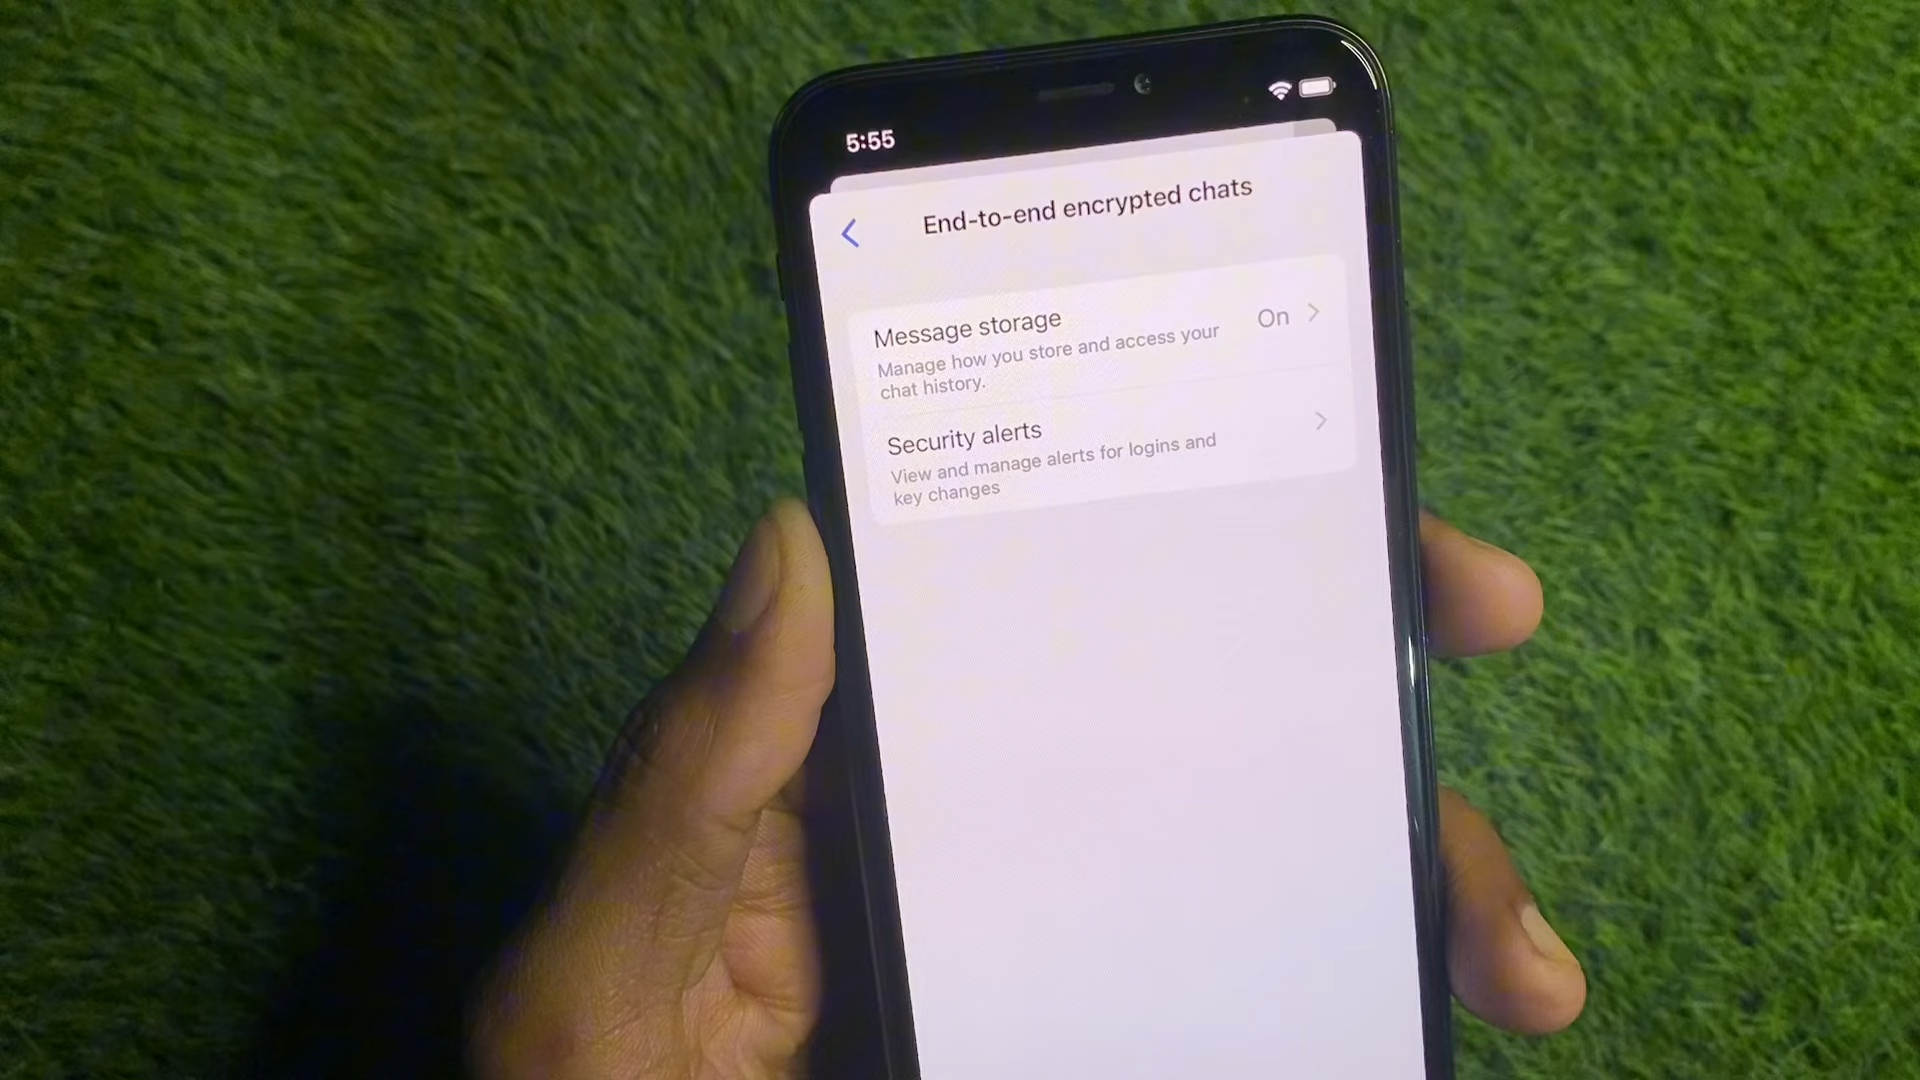 5:55
End-to-end encrypted chats
Message storage
On
Manage how you store and access your
chat history.
Security alerts
View and manage alerts for logins and
key changes